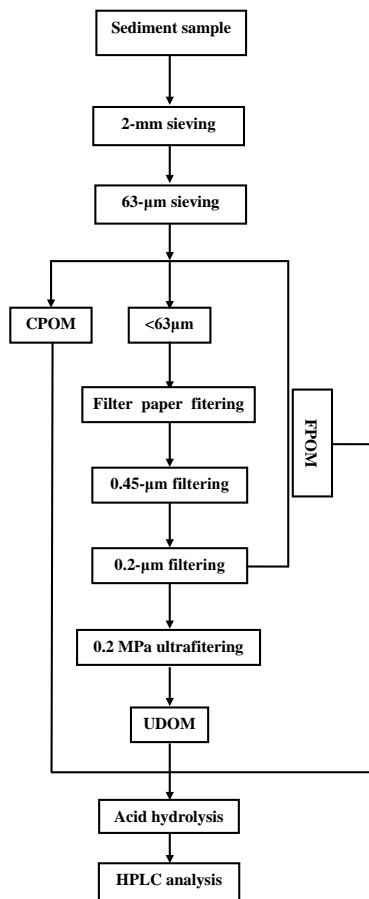 Sediment sample
2-mm sieving
63-μm sieving
CPOM
<63μm
Filter paper fitering
FPOM
0.45-μm filtering
0.2-μm filtering
0.2 MPa ultrafitering
UDOM
Acid hydrolysis
HPLC analysis